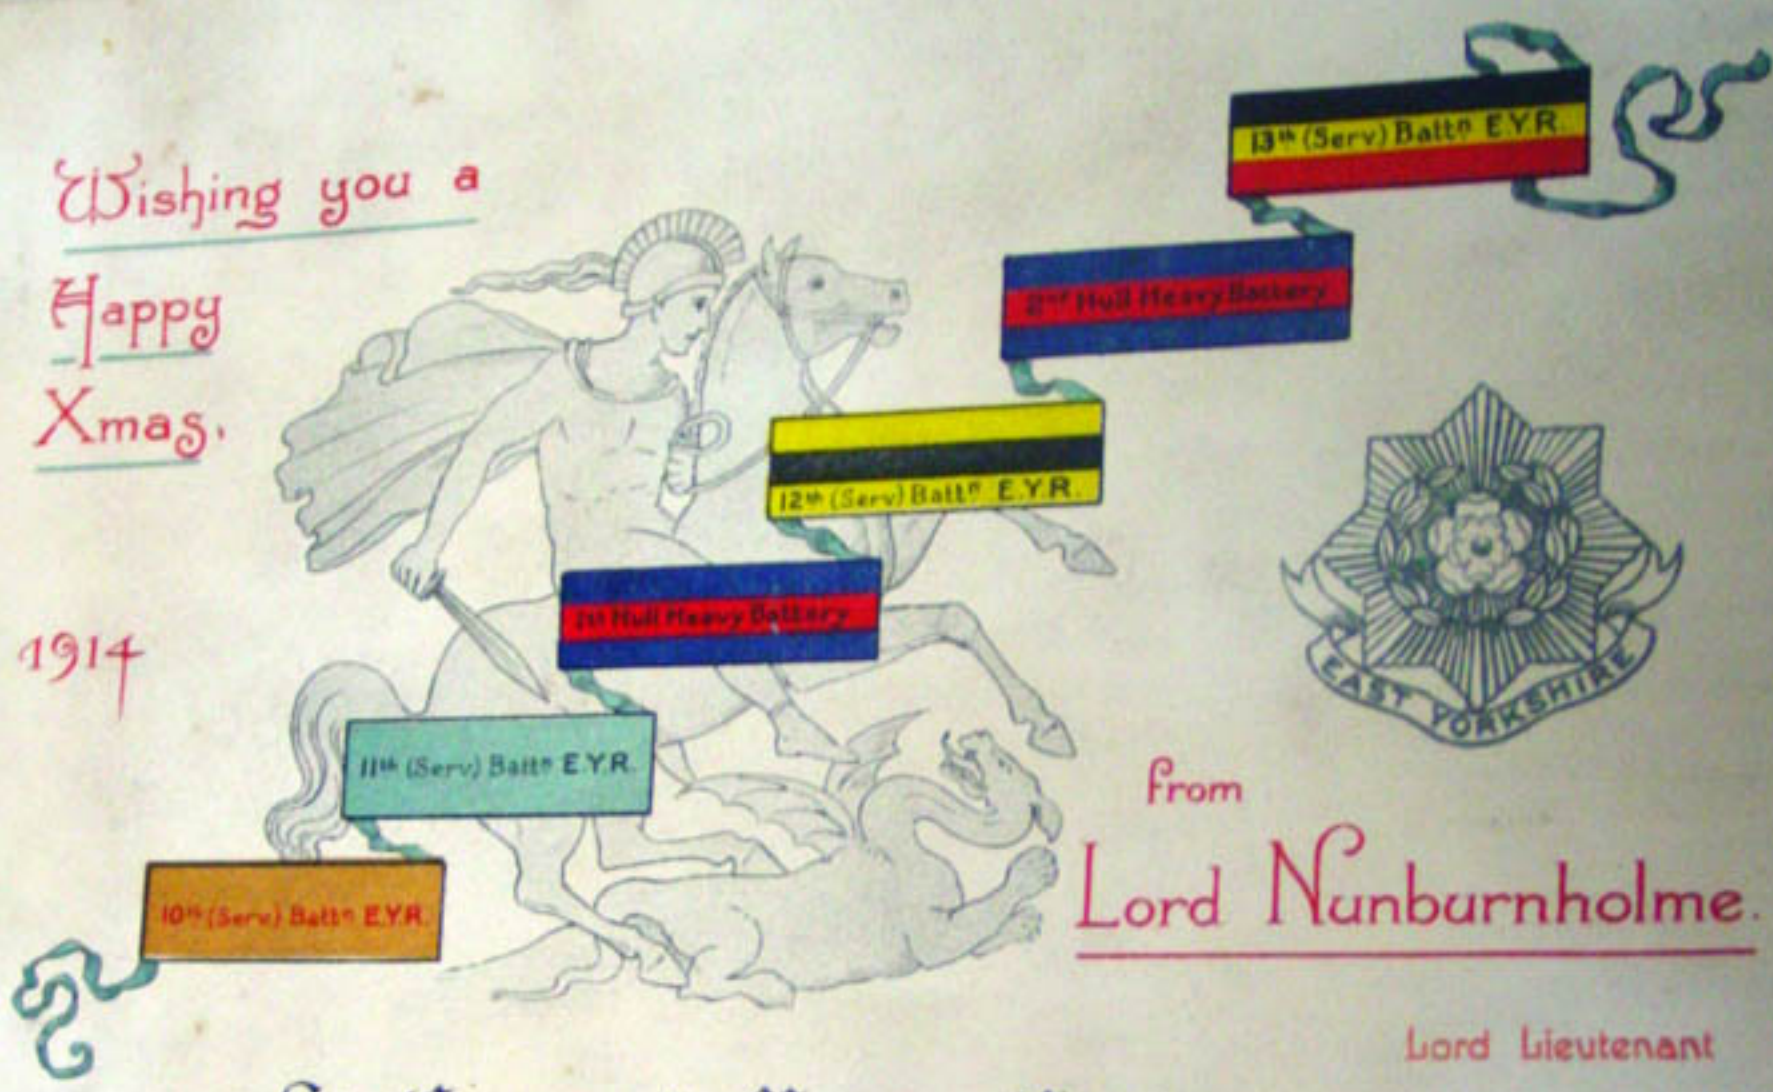 Wishing you a
Happy
Xmas.
1914
13th (Serv) Battn E.Y.R.
2nd Hull Heavy Battery
12th (Serv) Battn E.Y.R.
1st Hull Heavy Battery
11th (Serv) Battn E.Y.R.
10th (Serv) Battn E.Y.R.
EAST YORKSHIRE
from
Lord Nunburnholme.
Lord Lieutenant